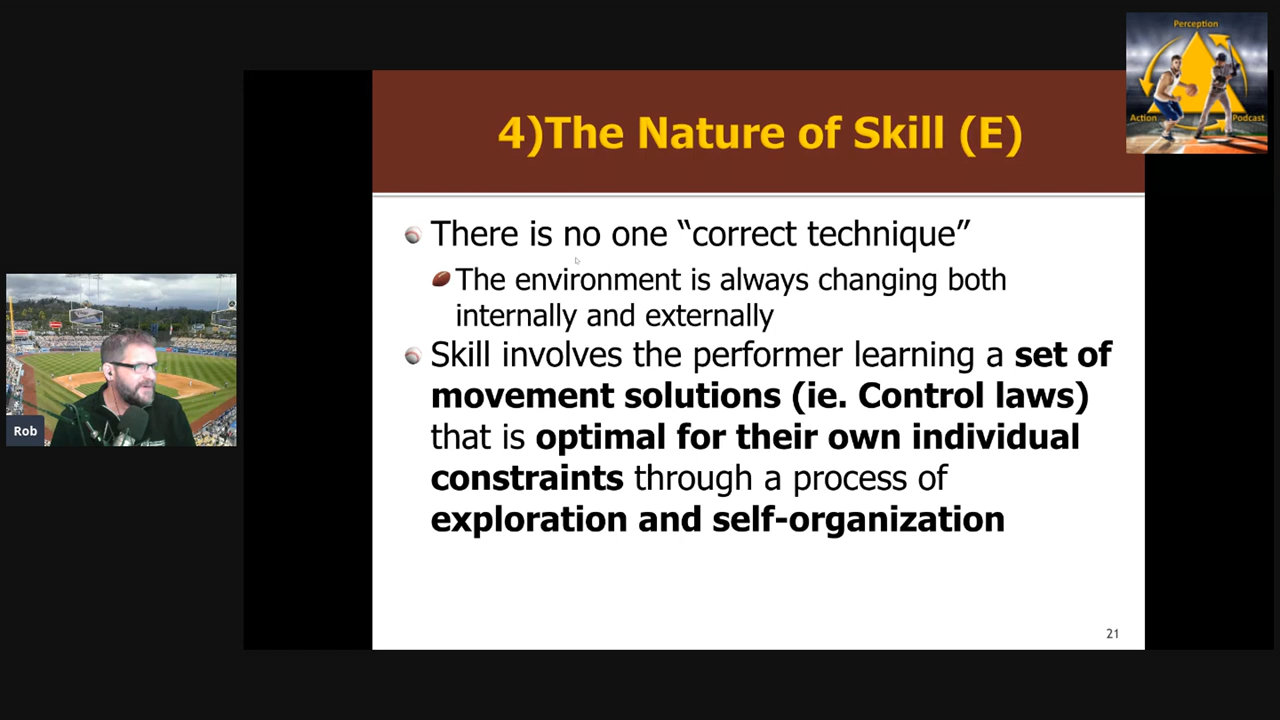 Perception
Action
Podcast
4)The Nature of Skill (E)
There is no one “correct technique”
The environment is always changing both
internally and externally
Skill involves the performer learning a set of
movement solutions (ie. Control laws)
that is optimal for their own individual
constraints through a process of
exploration and self-organization
Rob
21